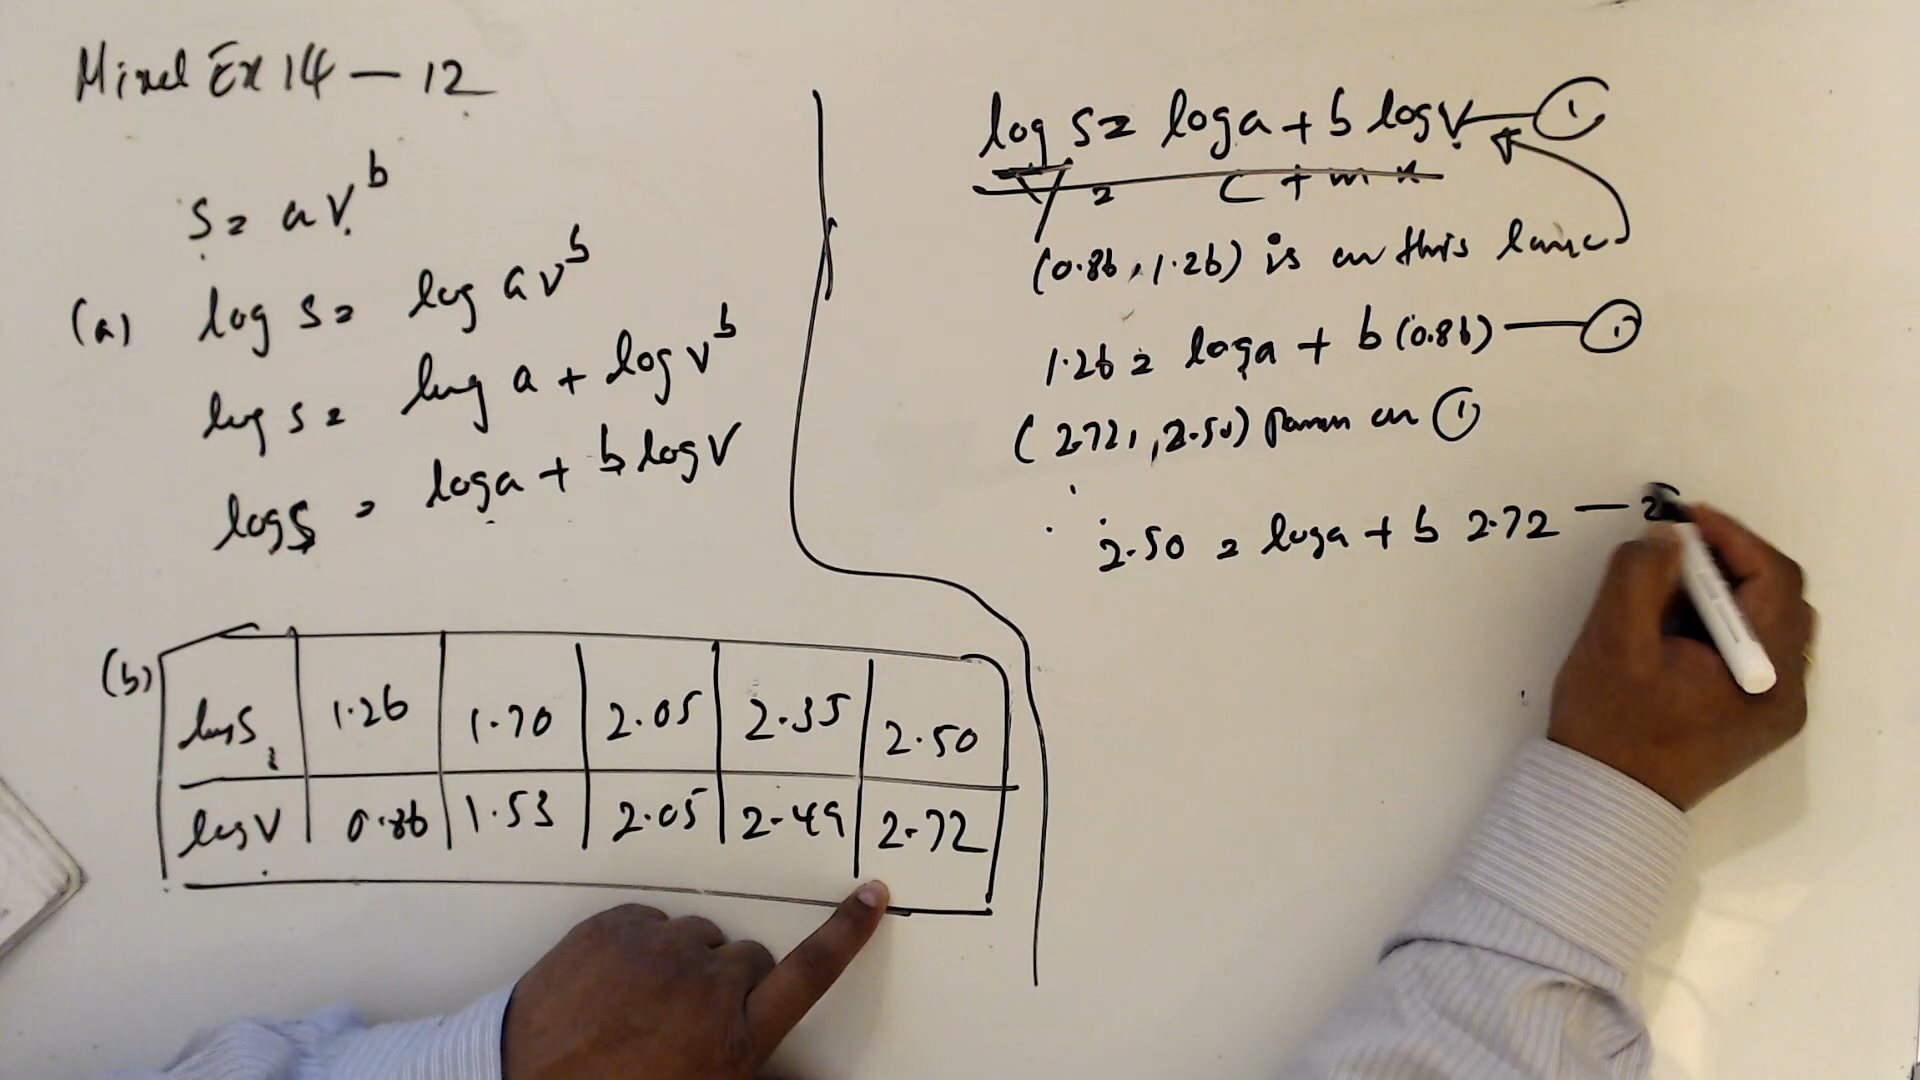 Mixed Ex 14 — 12
S = aV^b
(a) log S = log aV^b
log S = log a + log V^b
log S = log a + b log V
(b)
log S 1.26 1.70 2.05 2.35 2.50
log V 0.86 1.53 2.05 2.49 2.72
log S = log a + b log V — ①
Y = C + m x
(0.86, 1.26) is on this
1.26 = log a + b (0.86) — ①
(2.72, 2.50) on ①
∴ 2.50 = log a + b 2.72 — 2